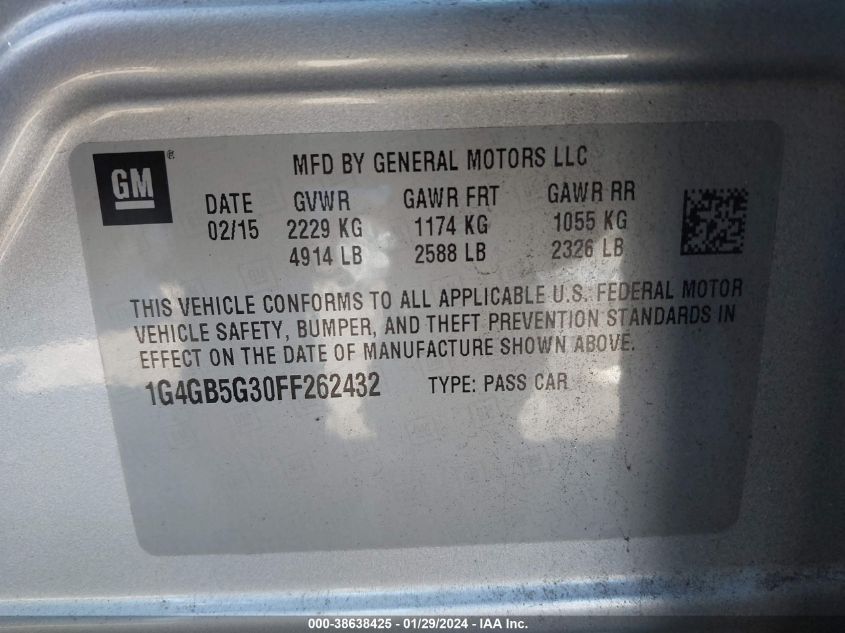 GM ®
MFD BY GENERAL MOTORS LLC
DATE GVWR GAWR FRT GAWR RR
02/15 2229 KG 1174 KG 1055 KG
4914 LB 2588 LB 2326 LB
THIS VEHICLE CONFORMS TO ALL APPLICABLE U.S. FEDERAL MOTOR
VEHICLE SAFETY, BUMPER, AND THEFT PREVENTION STANDARDS IN
EFFECT ON THE DATE OF MANUFACTURE SHOWN ABOVE.
1G4GB5G30FF262432 TYPE: PASS CAR
000-38638425 - 01/29/2024 - IAA Inc.